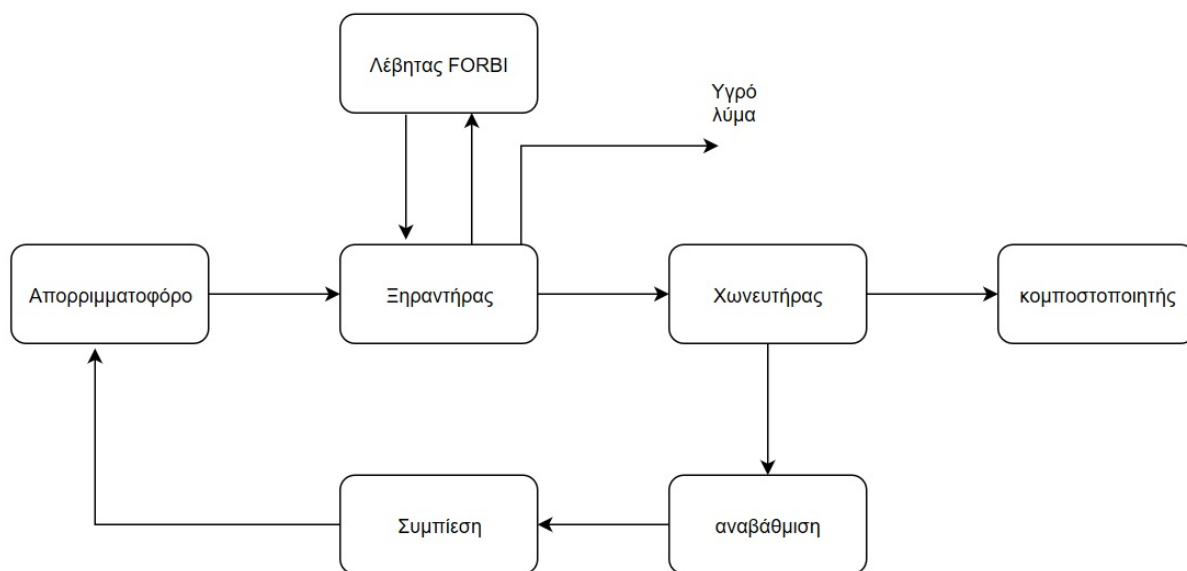 Λέβητας FORBI
Υγρό
λύμα
Απορριμματοφόρο
Ξηραντήρας
Χωνευτήρας
κομποστοποιητής
Συμπίεση
αναβάθμιση